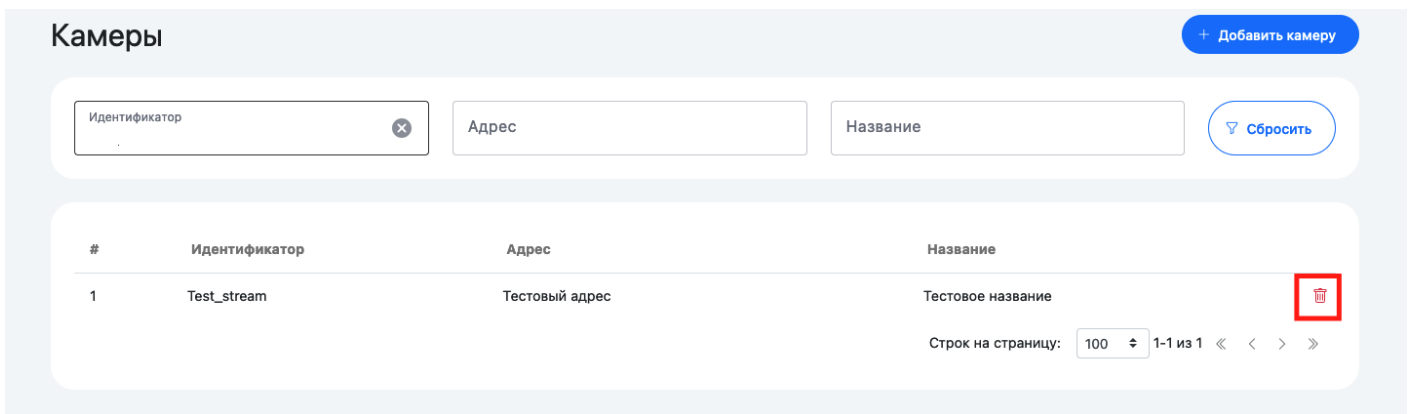 Камеры
+ Добавить камеру
Идентификатор
Адрес
Название
Сбросить
# Идентификатор Адрес Название
1 Test_stream Тестовый адрес Тестовое название
Строк на страницу: 100 1-1 из 1